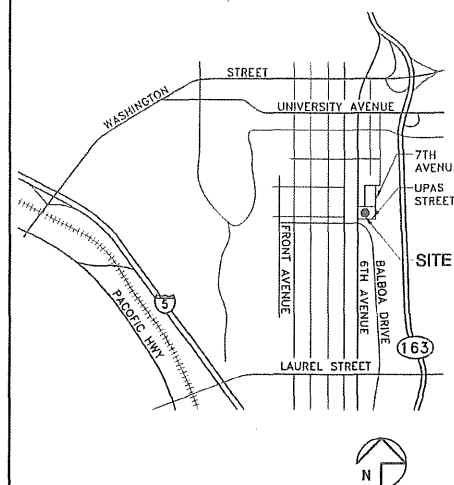 STREET
WASHINGTON
UNIVERSITY AVENUE
7TH
AVENU
UPAS
STREET
SITE
FRONT AVENUE
6TH AVENUE
BALBOA DRIVE
5
PACOFIC HWY
163
LAUREL STREET
N